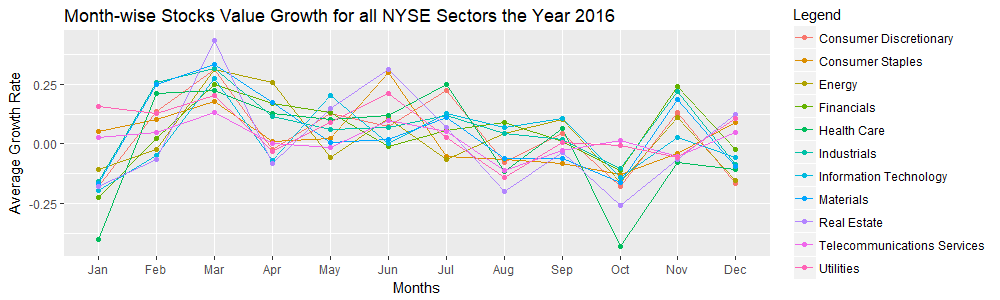 Month-wise Stocks Value Growth for all NYSE Sectors the Year 2016
Average Growth Rate
0.25
0.00
-0.25
Jan Feb Mar Apr May Jun Jul Aug Sep Oct Nov Dec
Months
Legend
Consumer Discretionary
Consumer Staples
Energy
Financials
Health Care
Industrials
Information Technology
Materials
Real Estate
Telecommunications Services
Utilities